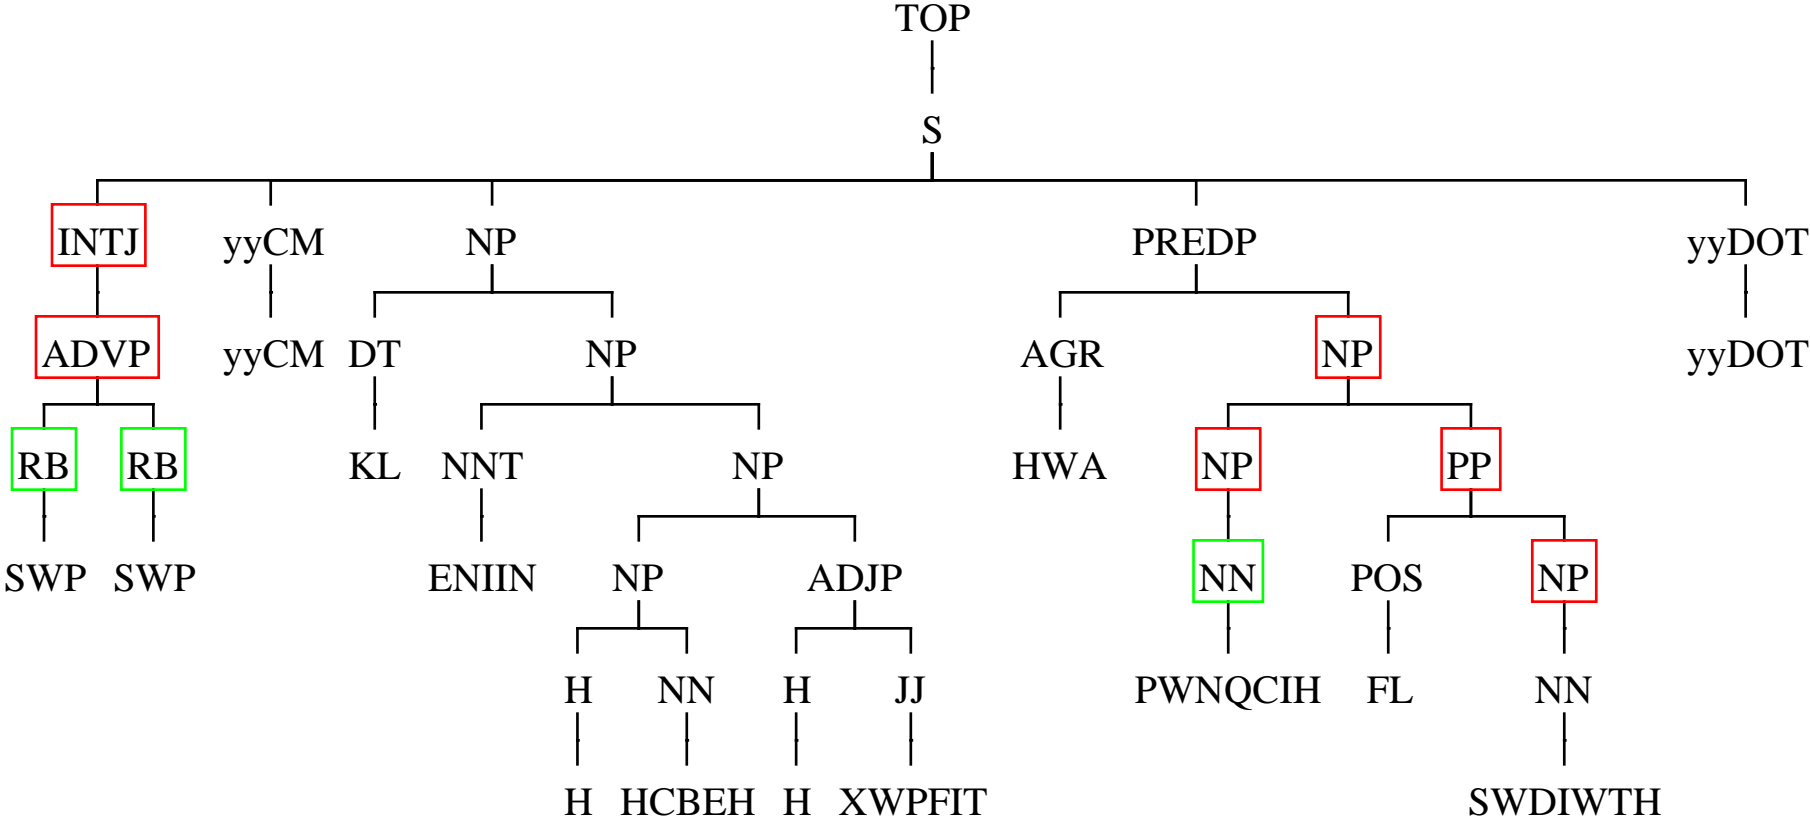 TOP
S
INTJ yyCM NP PREDP yyDOT
ADVP yyCM DT NP AGR NP yyDOT
RB RB KL NNT NP HWA NP PP
SWP SWP ENIIN NP ADJP NN POS NP
H NN H JJ PWNQCIH FL NN
H HCBEH H XWPFIT SWDIWTH